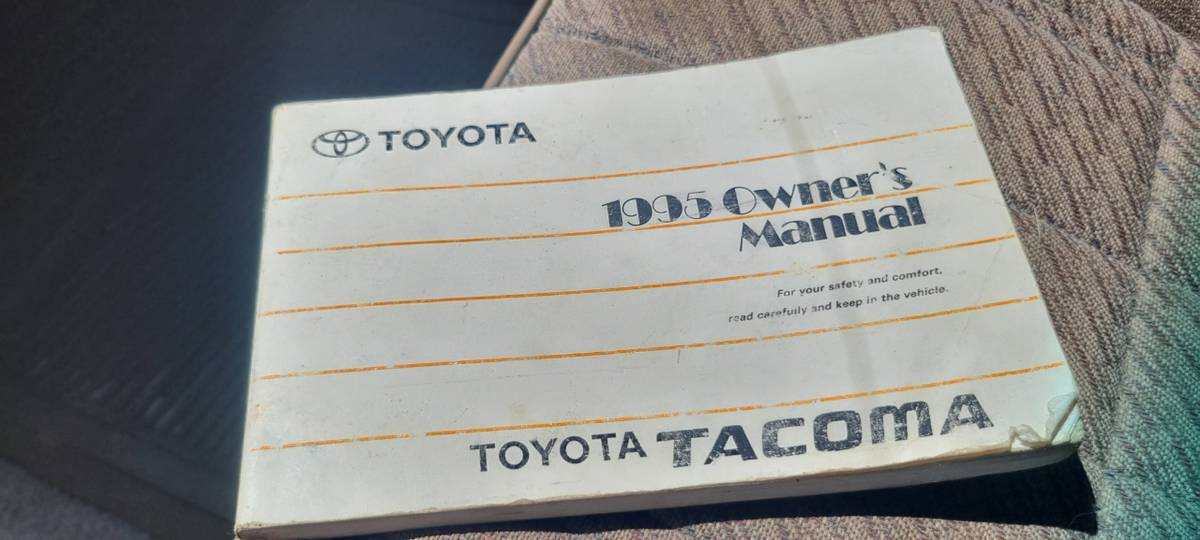 TOYOTA
1995 Owner's
Manual
For your safety and comfort,
read carefully and keep in the vehicle.
TOYOTA TACOMA